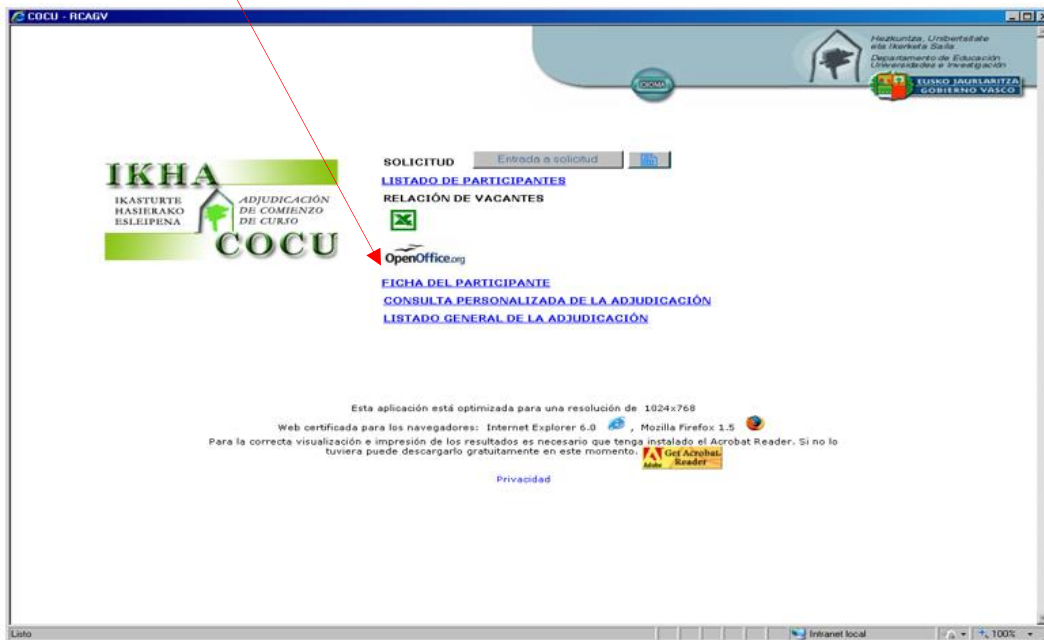 COCU - RCAGV
Hezkuntza, Unibertsitate
eta Ikerketa Saila
Departamento de Educación
Universidades e Investigación
IDIOMA
EUSKO JAURLARITZA
GOBIERNO VASCO
IKHA
IKASTURTE
HASIERAKO
ESLEIPENA
ADJUDICACIÓN
DE COMIENZO
DE CURSO
COCU
SOLICITUD Entrada a solicitud
LISTADO DE PARTICIPANTES
RELACIÓN DE VACANTES
OpenOffice.org
FICHA DEL PARTICIPANTE
CONSULTA PERSONALIZADA DE LA ADJUDICACIÓN
LISTADO GENERAL DE LA ADJUDICACIÓN
Esta aplicación está optimizada para una resolución de 1024x768
Web certificada para los navegadores: Internet Explorer 6.0 , Mozilla Firefox 1.5
Para la correcta visualización e impresión de los resultados es necesario que tenga instalado el Acrobat Reader. Si no lo
tuviera puede descargarlo gratuitamente en este momento. Get Acrobat Reader Adobe
Privacidad
Listo Intranet local 100%